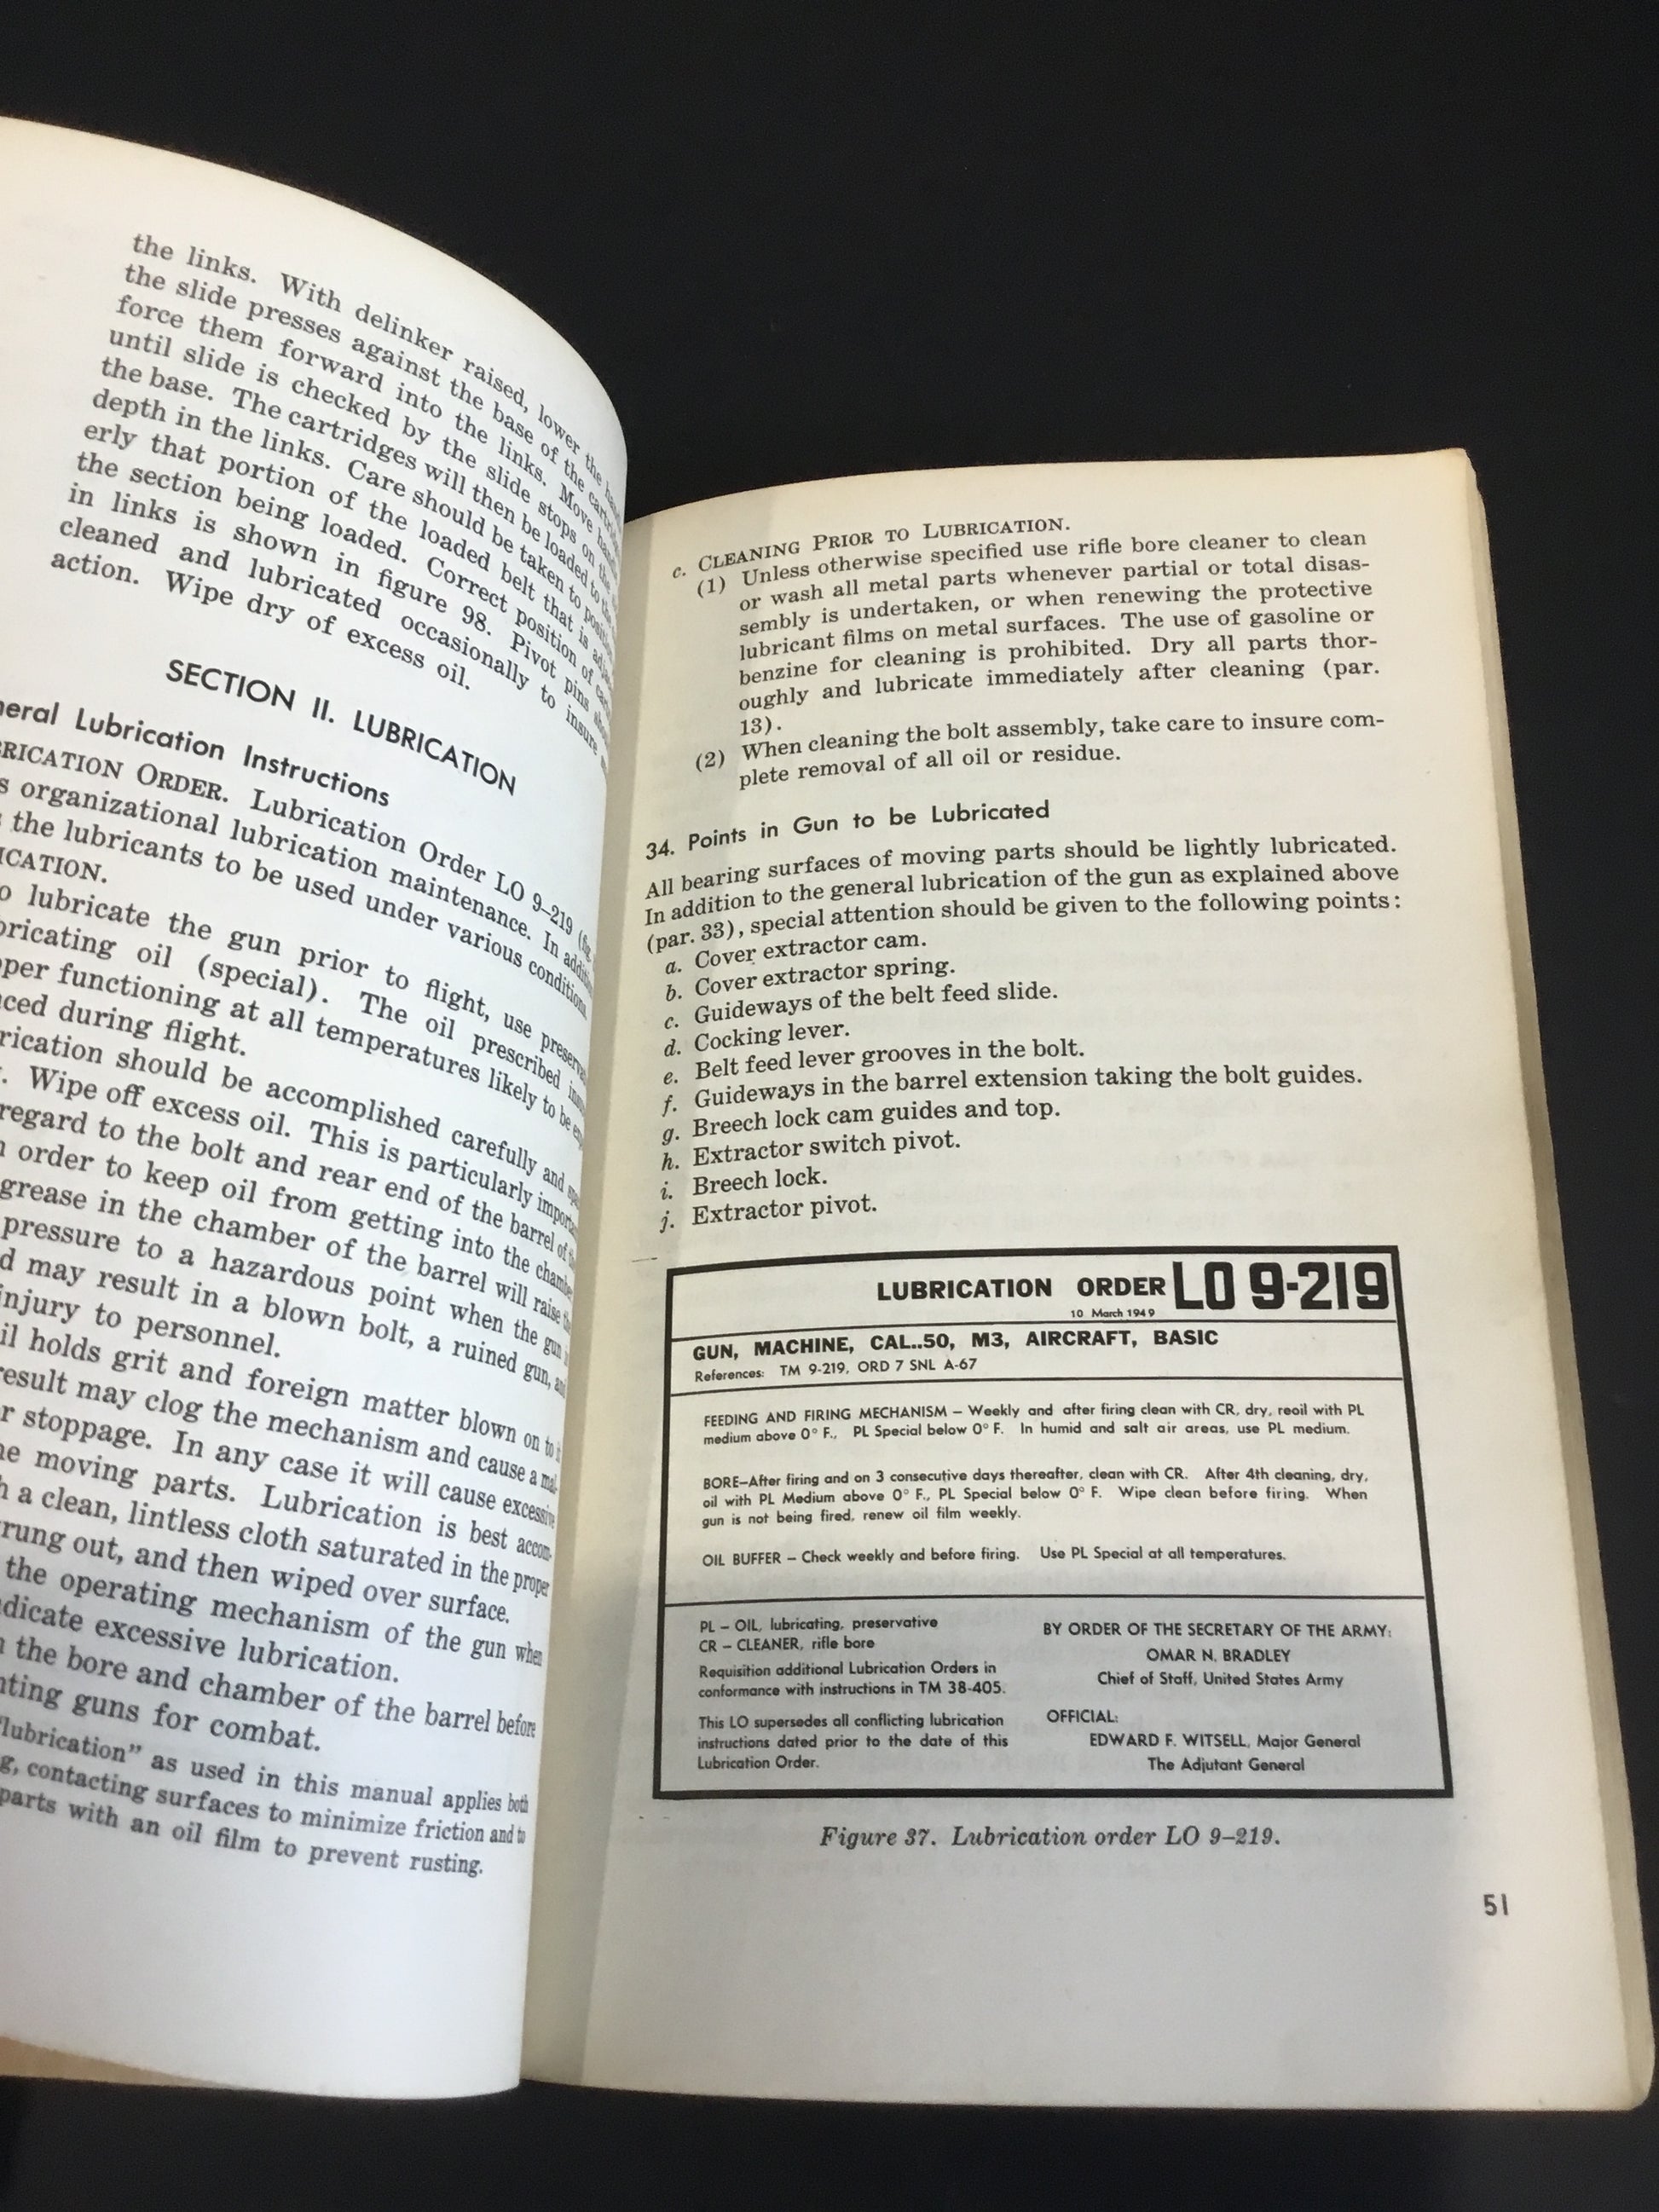 the links. With delinker raised, lower the
the slide presses against the base of the
force them forward into the links. Move
until slide is checked by the slide stops on the
the base. The cartridges will then be loaded to the
depth in the links. Care should be taken to
erly that portion of the loaded belt that is
the section being loaded. Correct position of
in links is shown in figure 98. Pivot pins
cleaned and lubricated occasionally to insure
action. Wipe dry of excess oil.
SECTION II. LUBRICATION
Lubrication Instructions
ORDER. Lubrication Order LO 9–219
organizational lubrication maintenance. In
the lubricants to be used under various conditions.
lubricate the gun prior to flight, use
oil (special). The oil prescribed
functioning at all temperatures likely to be
during flight.
should be accomplished carefully and
Wipe off excess oil. This is particularly
regard to the bolt and rear end of the barrel of
order to keep oil from getting into the
grease in the chamber of the barrel will raise
pressure to a hazardous point when the gun
may result in a blown bolt, a ruined gun,
injury to personnel.
holds grit and foreign matter blown on to
result may clog the mechanism and cause a
stoppage. In any case it will cause excessive
moving parts. Lubrication is best accom-
a clean, lintless cloth saturated in the proper
out, and then wiped over surface.
the operating mechanism of the gun when
excessive lubrication.
the bore and chamber of the barrel before
guns for combat.
“lubrication” as used in this manual applies both
contacting surfaces to minimize friction and to
parts with an oil film to prevent rusting.
c. CLEANING PRIOR TO LUBRICATION.
(1) Unless otherwise specified use rifle bore cleaner to clean
or wash all metal parts whenever partial or total disas-
sembly is undertaken, or when renewing the protective
lubricant films on metal surfaces. The use of gasoline or
benzine for cleaning is prohibited. Dry all parts thor-
oughly and lubricate immediately after cleaning (par.
13).
(2) When cleaning the bolt assembly, take care to insure com-
plete removal of all oil or residue.
34. Points in Gun to be Lubricated
All bearing surfaces of moving parts should be lightly lubricated.
In addition to the general lubrication of the gun as explained above
(par. 33), special attention should be given to the following points:
a. Cover extractor cam.
b. Cover extractor spring.
c. Guideways of the belt feed slide.
d. Cocking lever.
e. Belt feed lever grooves in the bolt.
f. Guideways in the barrel extension taking the bolt guides.
g. Breech lock cam guides and top.
h. Extractor switch pivot.
i. Breech lock.
j. Extractor pivot.
LUBRICATION ORDER LO 9-219
10 March 1949
GUN, MACHINE, CAL..50, M3, AIRCRAFT, BASIC
References: TM 9-219, ORD 7 SNL A-67
FEEDING AND FIRING MECHANISM – Weekly and after firing clean with CR, dry, reoil with PL
medium above 0° F., PL Special below 0° F. In humid and salt air areas, use PL medium.
BORE–After firing and on 3 consecutive days thereafter, clean with CR. After 4th cleaning, dry,
oil with PL Medium above 0° F., PL Special below 0° F. Wipe clean before firing. When
gun is not being fired, renew oil film weekly.
OIL BUFFER – Check weekly and before firing. Use PL Special at all temperatures.
PL – OIL, lubricating, preservative
CR – CLEANER, rifle bore
Requisition additional Lubrication Orders in
conformance with instructions in TM 38-405.
This LO supersedes all conflicting lubrication
instructions dated prior to the date of this
Lubrication Order.
BY ORDER OF THE SECRETARY OF THE ARMY:
OMAR N. BRADLEY
Chief of Staff, United States Army
OFFICIAL:
EDWARD F. WITSELL, Major General
The Adjutant General
Figure 37. Lubrication order LO 9–219.
51